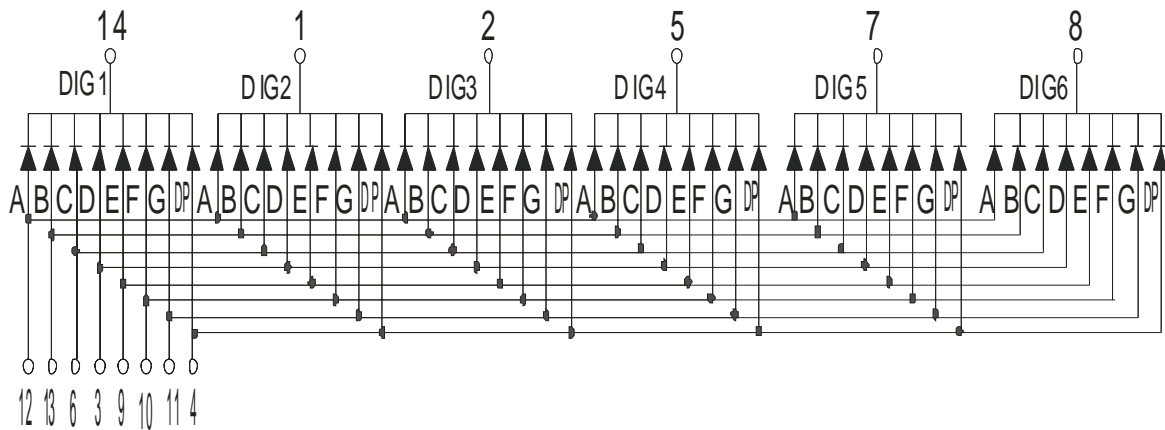 14 1 2 5 7 8
DIG1 DIG2 DIG3 DIG4 DIG5 DIG6
A B C D E F G DP A B C D E F G DP A B C D E F G DP A B C D E F G DP A B C D E F G DP A B C D E F G DP
12 13 6 3 9 10 11 4